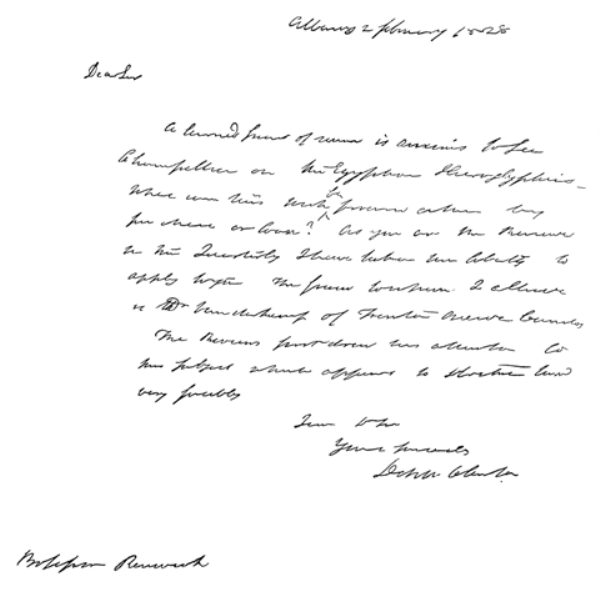 Albany 2 February 1828
Dear Sir
A learned friend of mine is anxious to see
Champollion on the Egyptian Hieroglyphics -
Where can this work be procured either by
purchase or loan? As you are the Reviewer
in the Quarterly I have taken the liberty to
apply to you The friend to whom I allude
is Dr Vanderkemp of Trenton Oneida County
The Review first drew his attention to
this subject which appears to him
very forcibly
I am
Yours sincerely
DeWitt Clinton
Professor Renwick